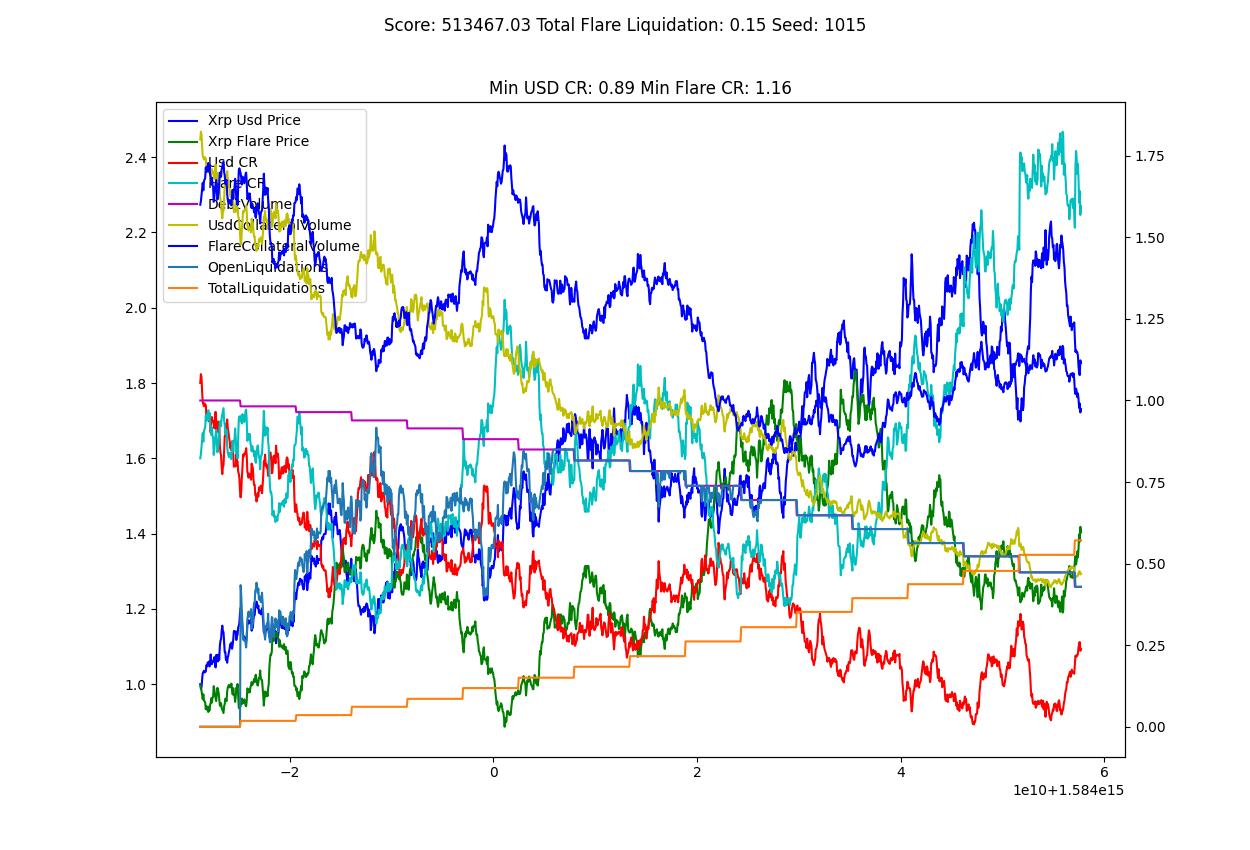 Score: 513467.03 Total Flare Liquidation: 0.15 Seed: 1015
Min USD CR: 0.89 Min Flare CR: 1.16
Xrp Usd Price
Xrp Flare Price
Usd CR
Flare CR
DebtVolume
UsdCollateralVolume
FlareCollateralVolume
OpenLiquidations
TotalLiquidations
2.4
2.2
2.0
1.8
1.6
1.4
1.2
1.0
1.75
1.50
1.25
1.00
0.75
0.50
0.25
0.00
−2
0
2
4
6
1e10+1.584e15